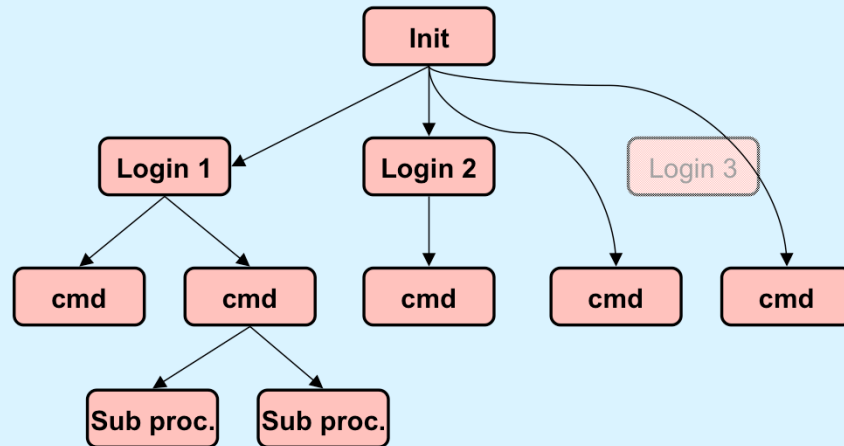 Init
Login 1
Login 2
Login 3
cmd
cmd
cmd
cmd
cmd
Sub proc.
Sub proc.